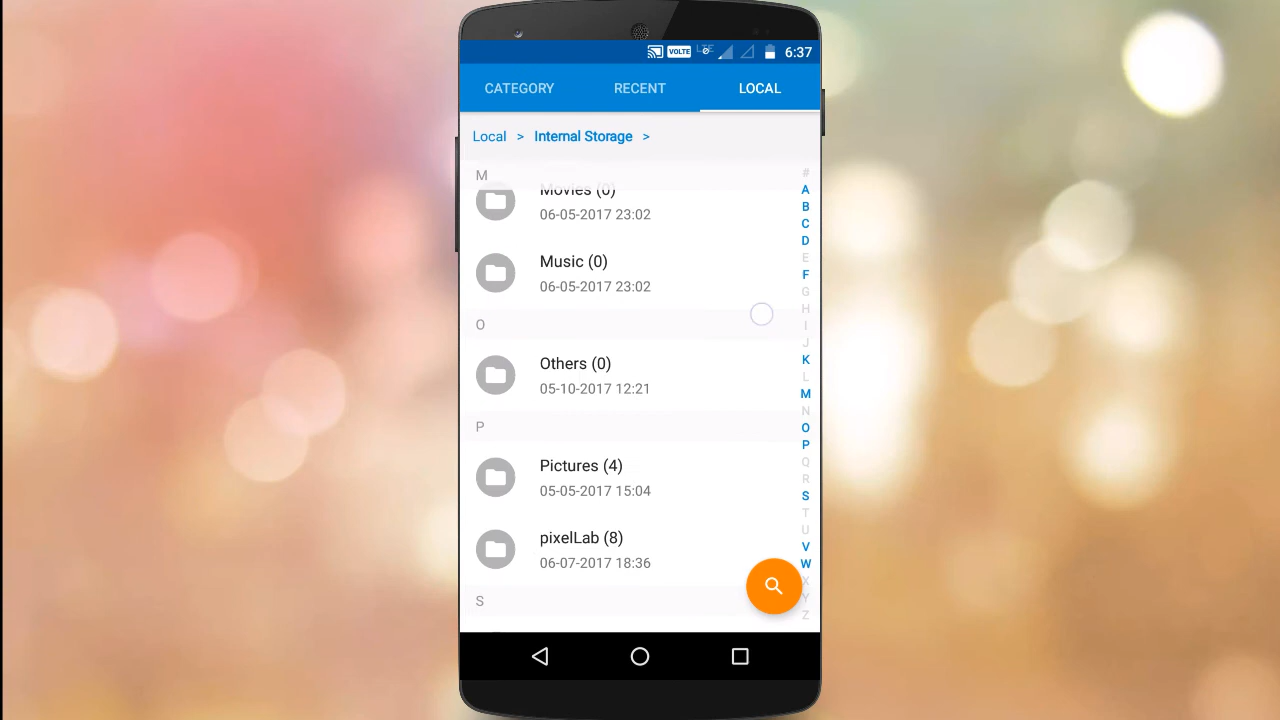 VOLTE LTE 6:37
CATEGORY RECENT LOCAL
Local > Internal Storage >
M
Movies (0)
06-05-2017 23:02
Music (0)
06-05-2017 23:02
O
Others (0)
05-10-2017 12:21
P
Pictures (4)
05-05-2017 15:04
pixelLab (8)
06-07-2017 18:36
S
#
A
B
C
D
E
F
G
H
I
J
K
L
M
N
O
P
Q
R
S
T
U
V
W
X
Y
Z